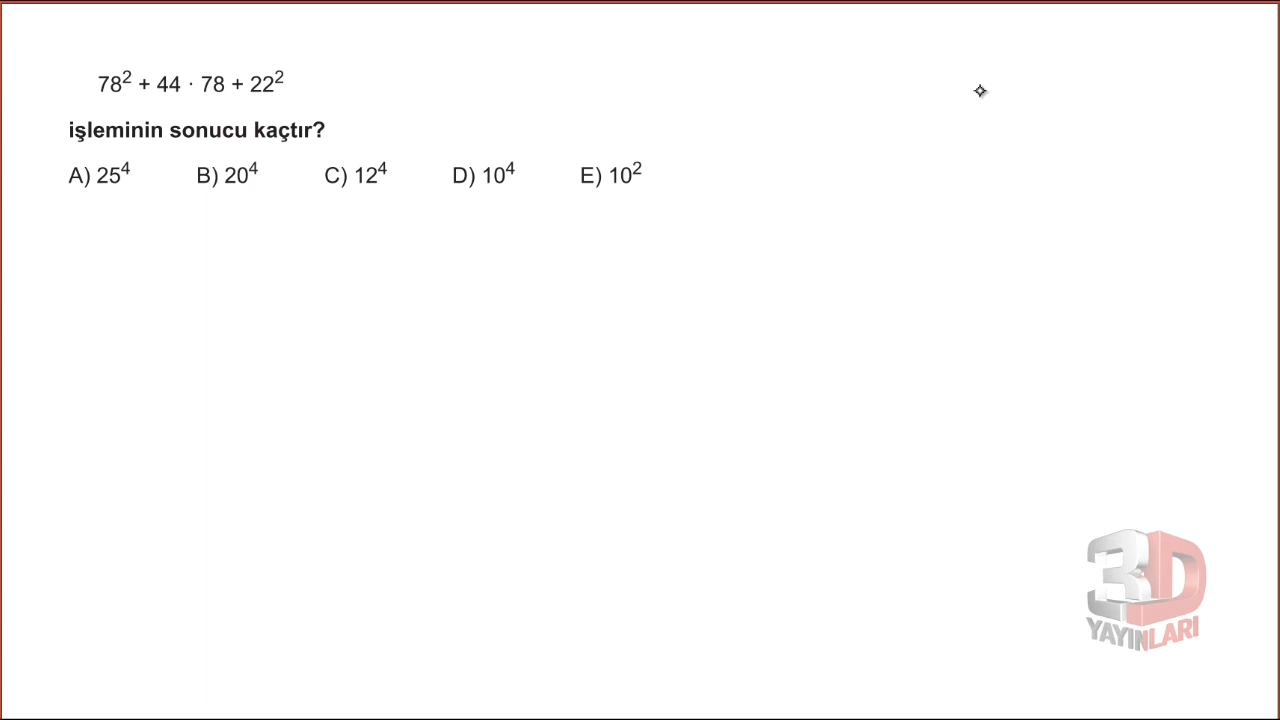 78² + 44 · 78 + 22²
işleminin sonucu kaçtır?
A) 25⁴ B) 20⁴ C) 12⁴ D) 10⁴ E) 10²
3D
YAYINLARI